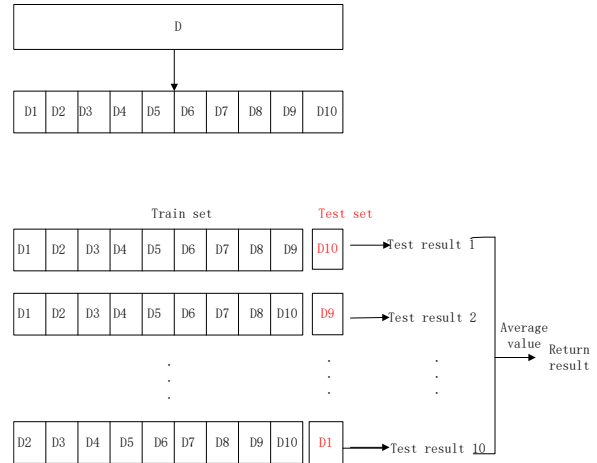 D
D1 D2 D3 D4 D5 D6 D7 D8 D9 D10
Train set Test set
D1 D2 D3 D4 D5 D6 D7 D8 D9 D10 Test result 1
D1 D2 D3 D4 D5 D6 D7 D8 D10 D9 Test result 2
Average
value
Return
result
. . .
. . .
. . .
D2 D3 D4 D5 D6 D7 D8 D9 D10 D1 Test result 10